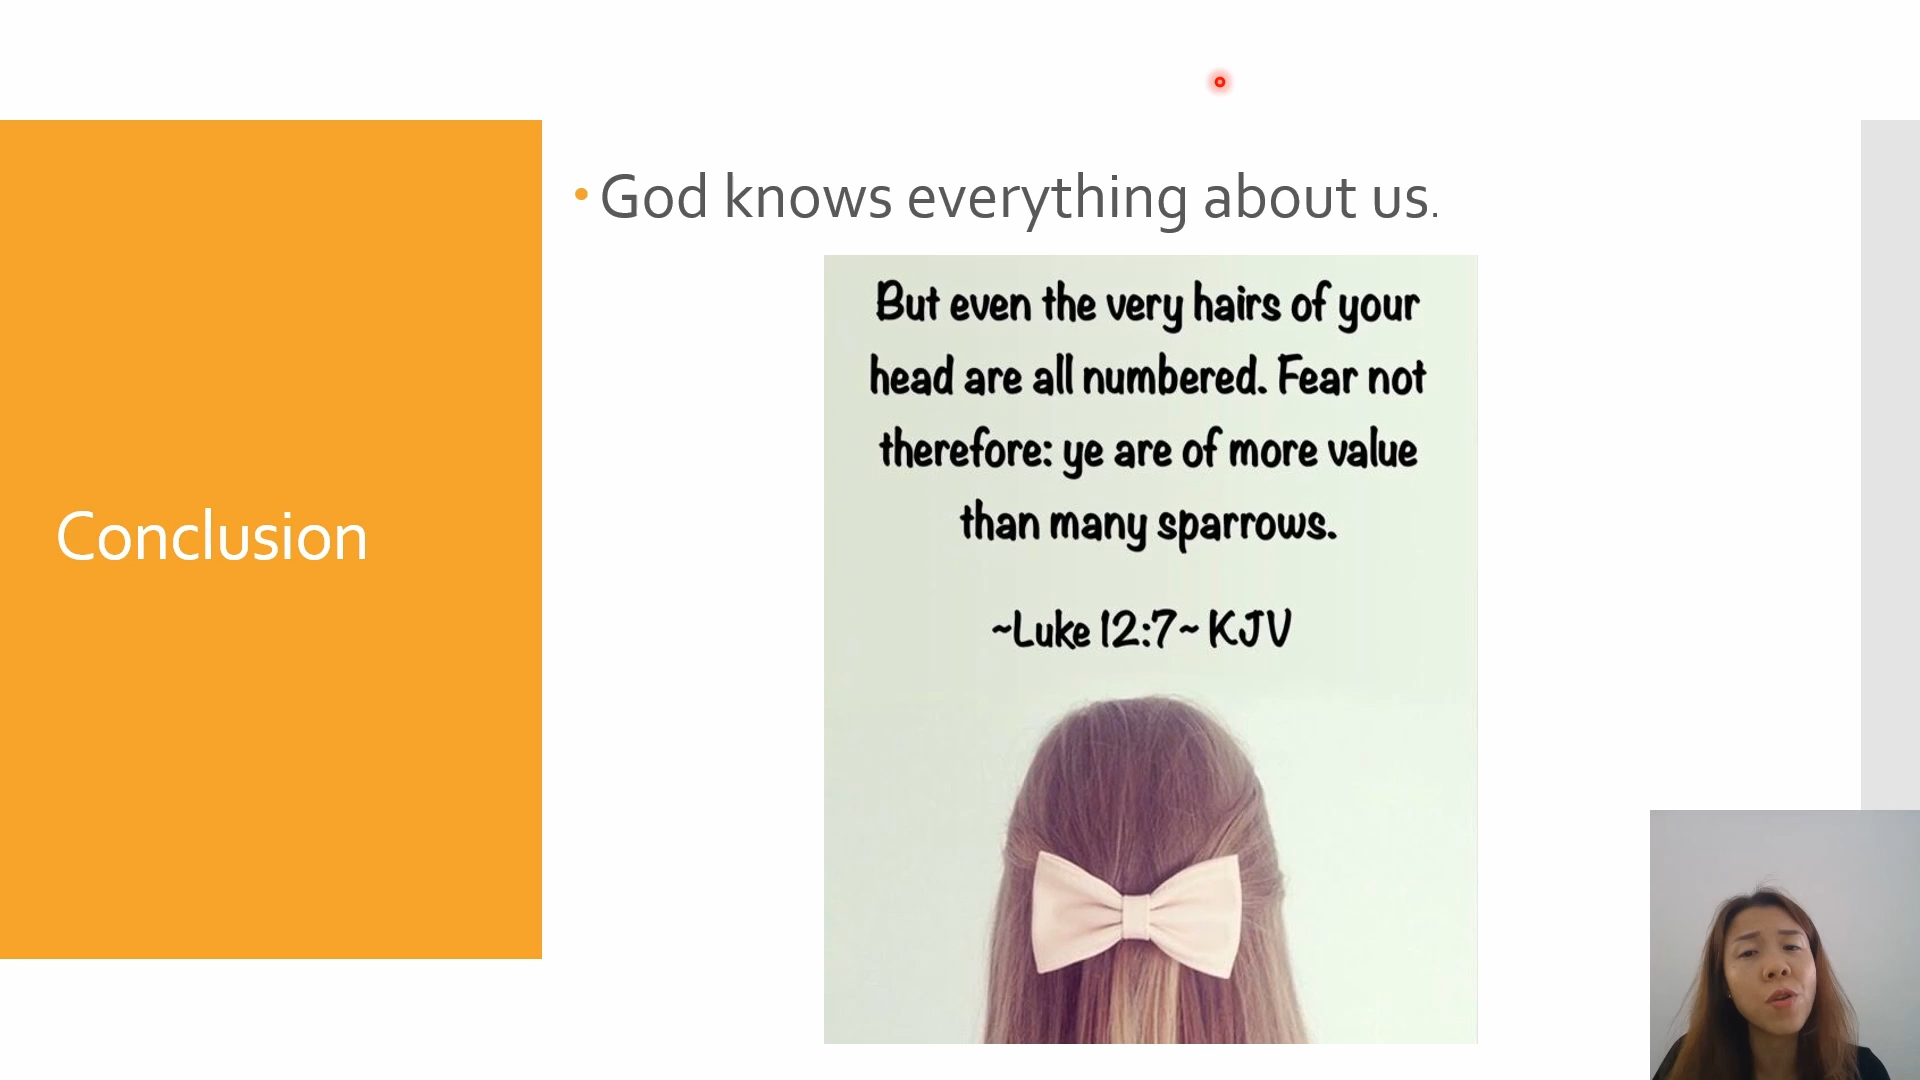 Conclusion
• God knows everything about us.
But even the very hairs of your
head are all numbered. Fear not
therefore: ye are of more value
than many sparrows.
~Luke 12:7~ KJV